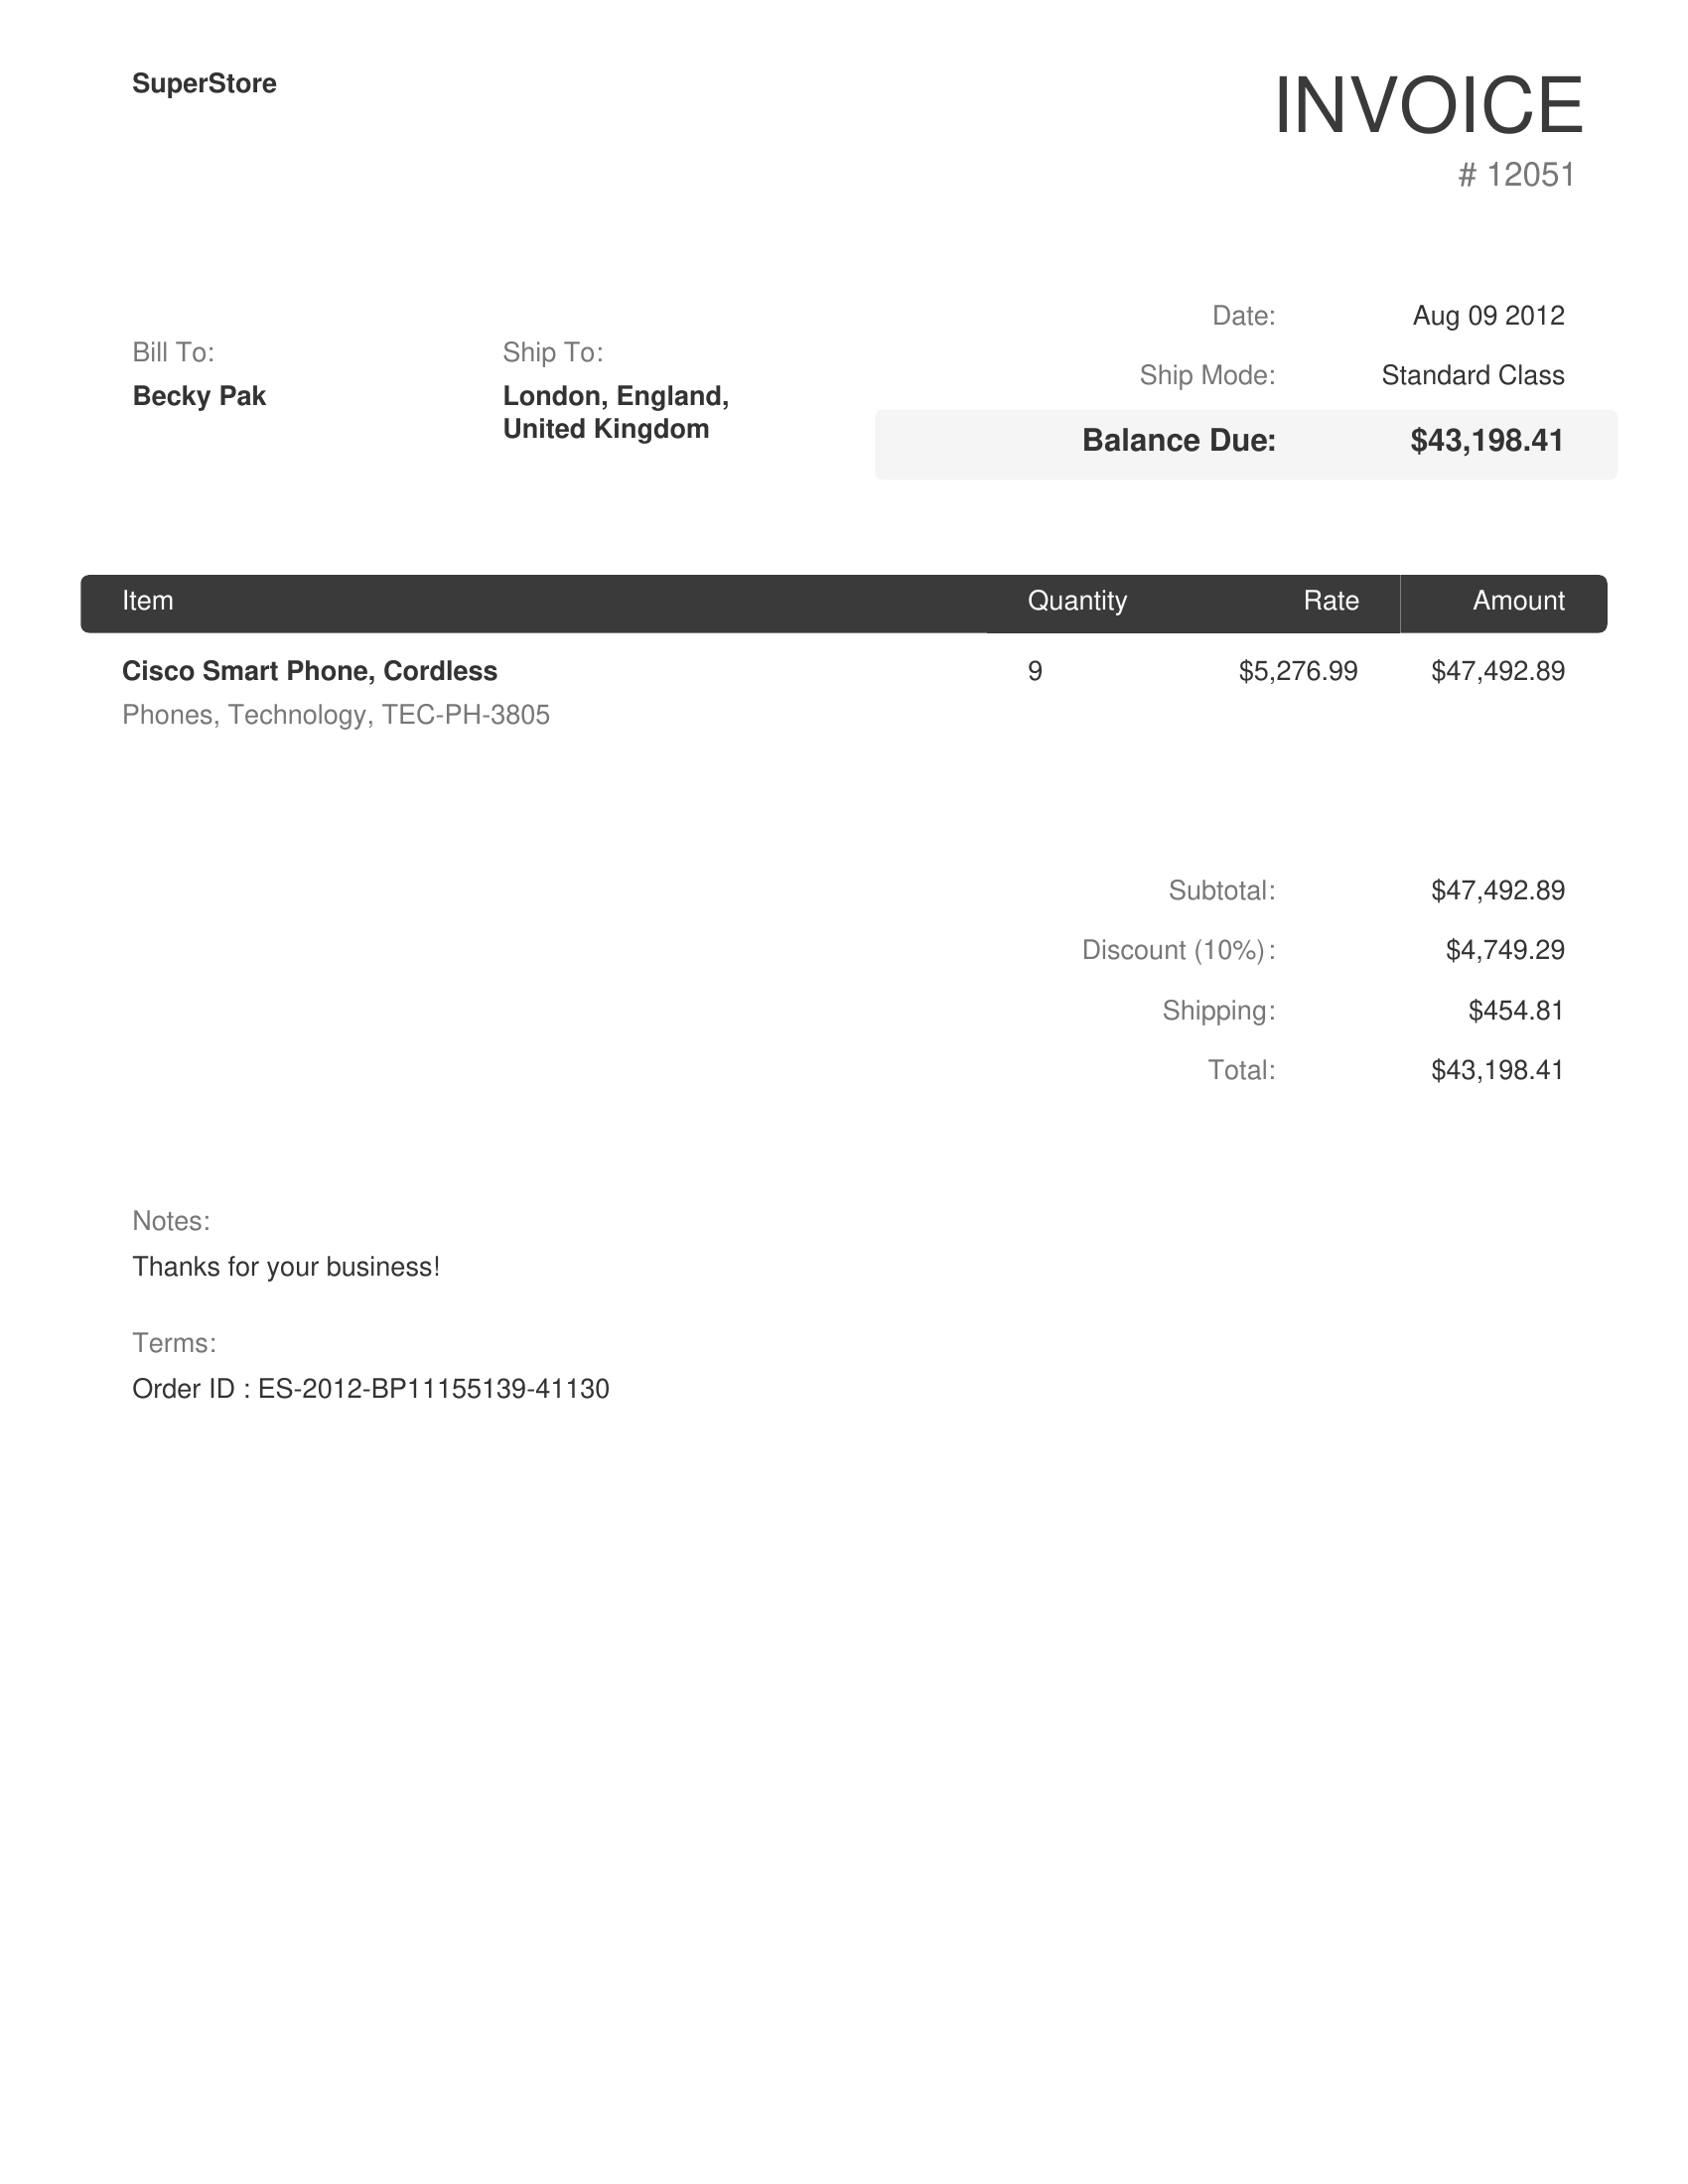 SuperStore
INVOICE
# 12051
Date: Aug 09 2012
Ship Mode: Standard Class
Balance Due: $43,198.41
Bill To:
Becky Pak
Ship To:
London, England,
United Kingdom
Item Quantity Rate Amount
Cisco Smart Phone, Cordless 9 $5,276.99 $47,492.89
Phones, Technology, TEC-PH-3805
Subtotal: $47,492.89
Discount (10%): $4,749.29
Shipping: $454.81
Total: $43,198.41
Notes:
Thanks for your business!
Terms:
Order ID : ES-2012-BP11155139-41130